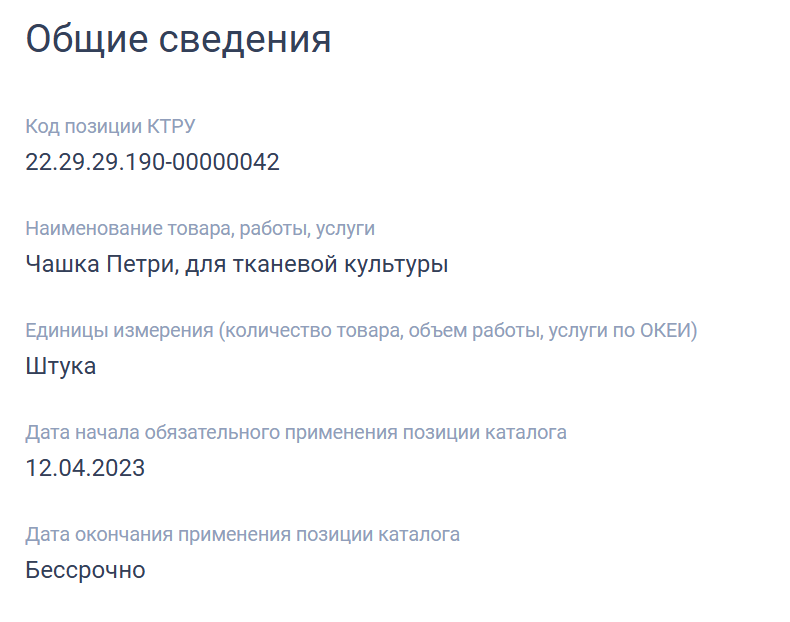 Общие сведения
Код позиции КТРУ
22.29.29.190-00000042
Наименование товара, работы, услуги
Чашка Петри, для тканевой культуры
Единицы измерения (количество товара, объем работы, услуги по ОКЕИ)
Штука
Дата начала обязательного применения позиции каталога
12.04.2023
Дата окончания применения позиции каталога
Бессрочно